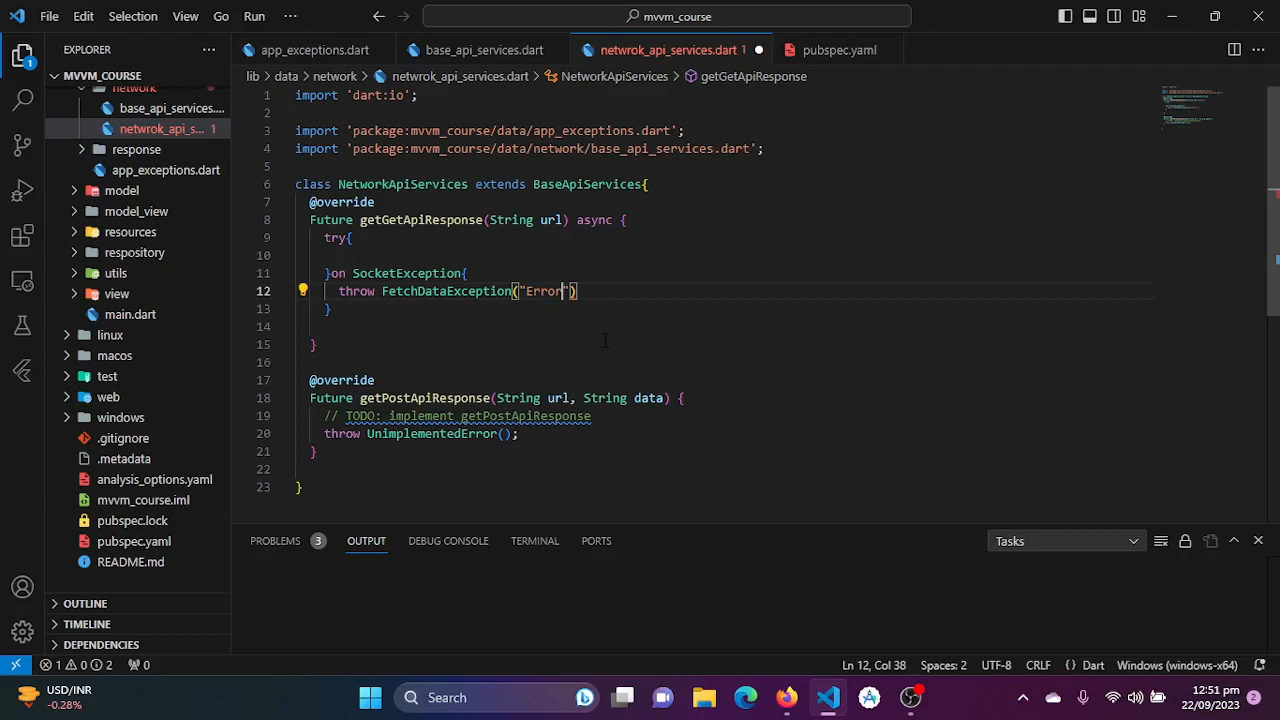 File Edit Selection View Go Run ··· mvvm_course
EXPLORER ···
app_exceptions.dart base_api_services.dart netwrok_api_services.dart 1 pubspec.yaml
MVVM_COURSE
lib > data > network > netwrok_api_services.dart > NetworkApiServices > getGetApiResponse
network
base_api_services....
netwrok_api_s... 1
response
app_exceptions.dart
model
model_view
resources
respository
utils
view
main.dart
linux
macos
test
web
windows
.gitignore
.metadata
analysis_options.yaml
mvvm_course.iml
pubspec.lock
pubspec.yaml
README.md
OUTLINE
TIMELINE
DEPENDENCIES
1 import 'dart:io';
2
3 import 'package:mvvm_course/data/app_exceptions.dart';
4 import 'package:mvvm_course/data/network/base_api_services.dart';
5
6 class NetworkApiServices extends BaseApiServices{
7 @override
8 Future getGetApiResponse(String url) async {
9 try{
10
11 }on SocketException{
12 throw FetchDataException("Error")
13 }
14
15 }
16
17 @override
18 Future getPostApiResponse(String url, String data) {
19 // TODO: implement getPostApiResponse
20 throw UnimplementedError();
21 }
22
23 }
PROBLEMS 3 OUTPUT DEBUG CONSOLE TERMINAL PORTS Tasks
1 0 2 0 Ln 12, Col 38 Spaces: 2 UTF-8 CRLF {} Dart Windows (windows-x64)
USD/INR
-0.28%
Search
12:51 pm
22/09/2023
2
1